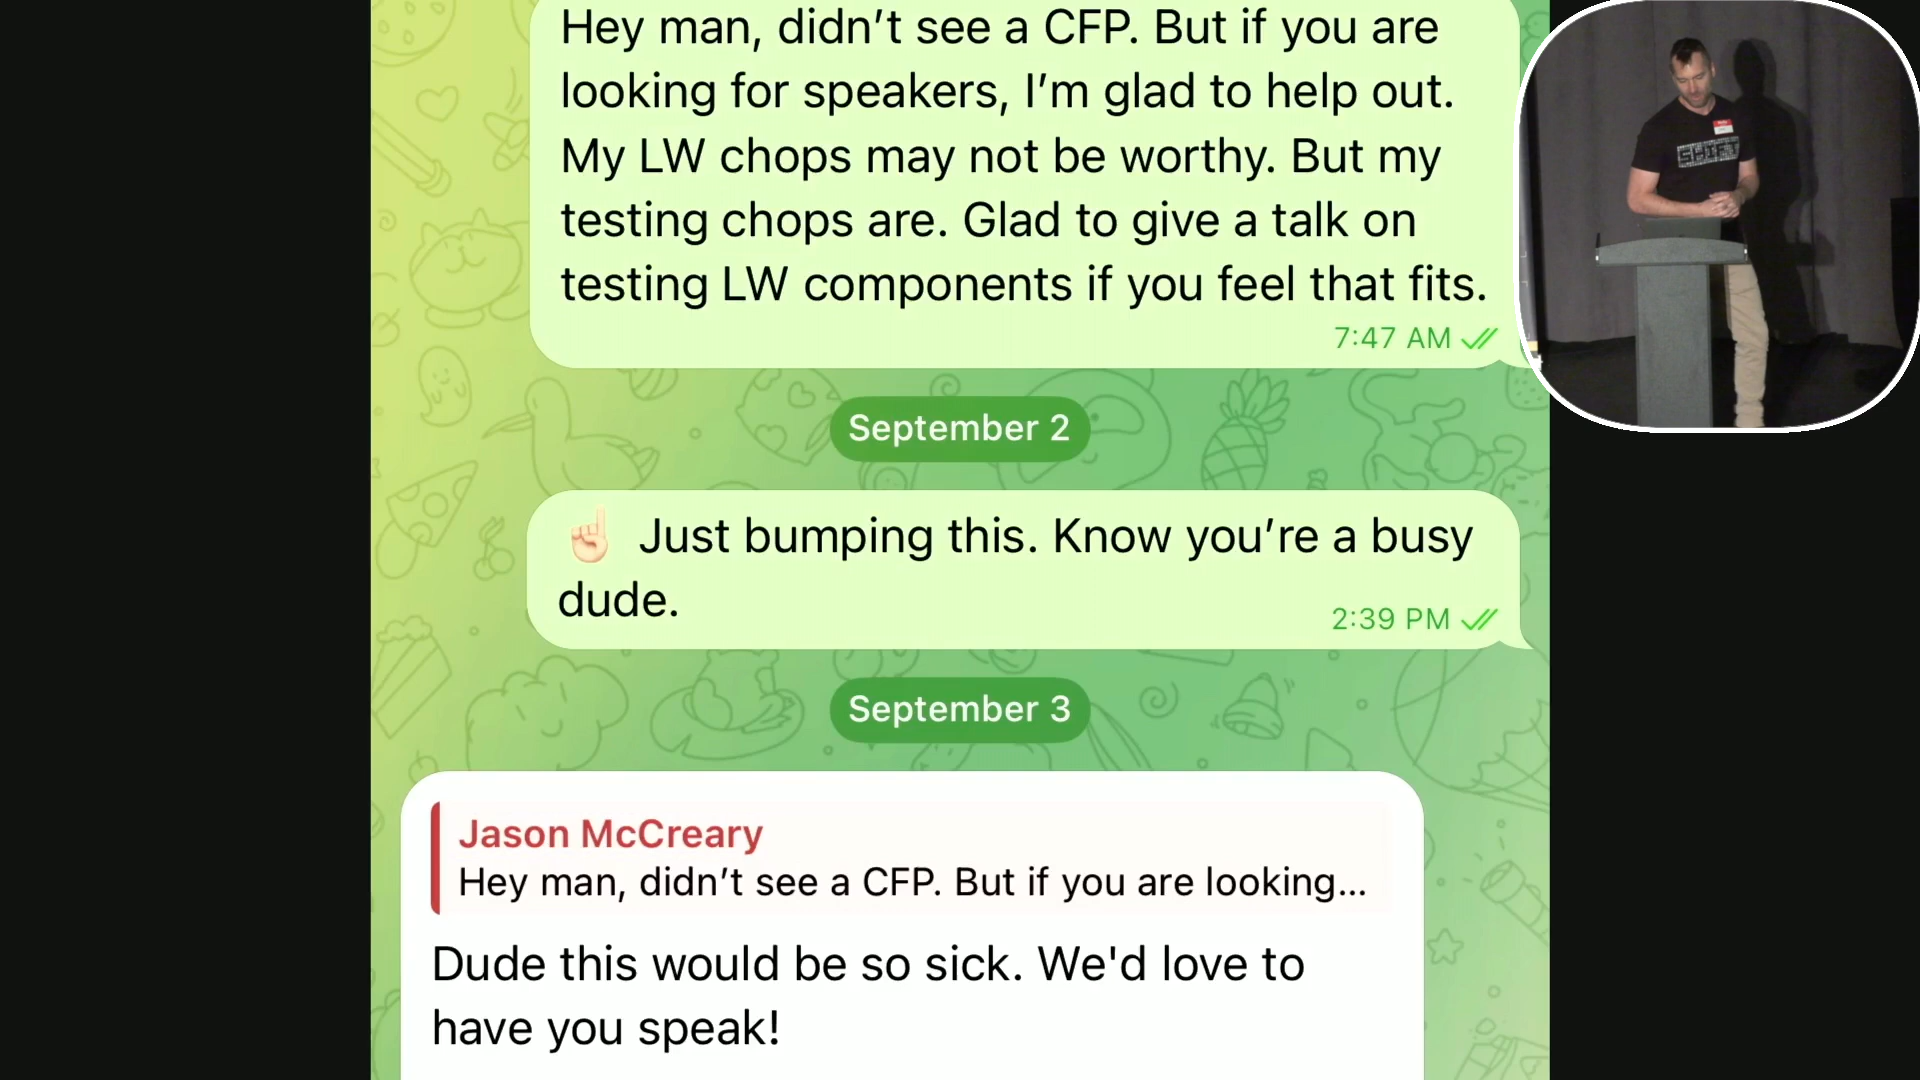 Hey man, didn't see a CFP. But if you are
looking for speakers, I'm glad to help out.
My LW chops may not be worthy. But my
testing chops are. Glad to give a talk on
testing LW components if you feel that fits.
7:47 AM
September 2
☝🏻 Just bumping this. Know you're a busy
dude.
2:39 PM
September 3
Jason McCreary
Hey man, didn't see a CFP. But if you are looking...
Dude this would be so sick. We'd love to
have you speak!